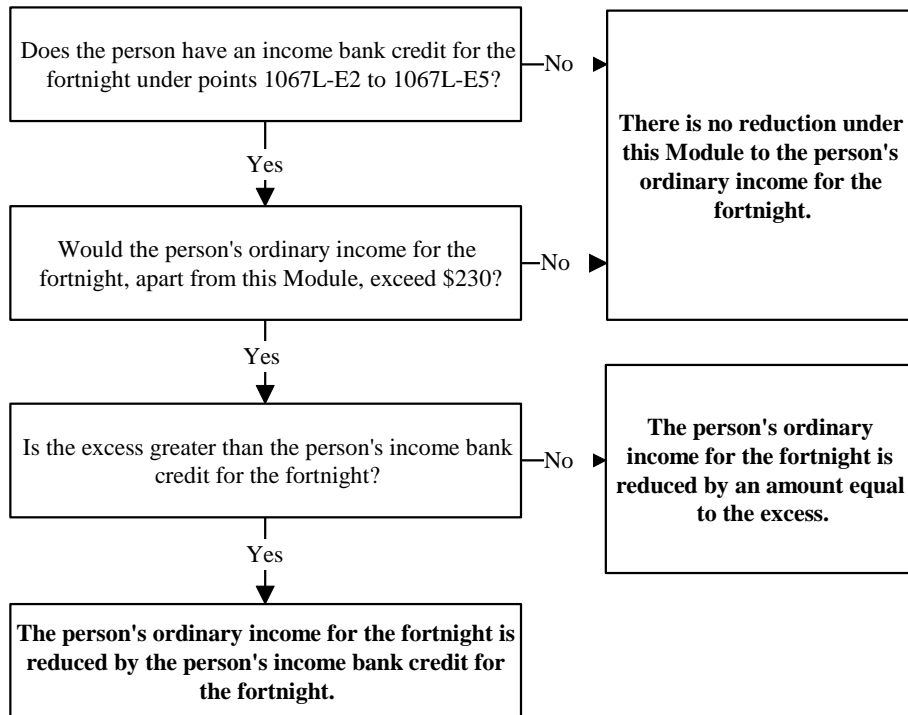 Does the person have an income bank credit for the
fortnight under points 1067L-E2 to 1067L-E5?
No
There is no reduction under
this Module to the person's
ordinary income for the
fortnight.
Yes
Would the person's ordinary income for the
fortnight, apart from this Module, exceed $230?
No
Yes
Is the excess greater than the person's income bank
credit for the fortnight?
No
The person's ordinary
income for the fortnight is
reduced by an amount equal
to the excess.
Yes
The person's ordinary income for the fortnight is
reduced by the person's income bank credit for
the fortnight.